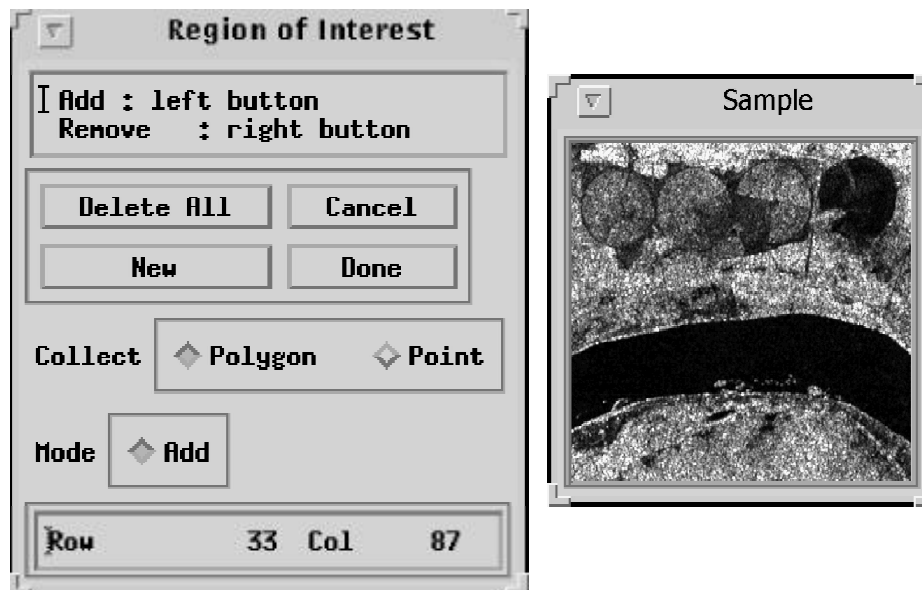 Region of Interest
Add : left button
Remove : right button
Delete All Cancel
New Done
Collect Polygon Point
Mode Add
Row 33 Col 87
Sample